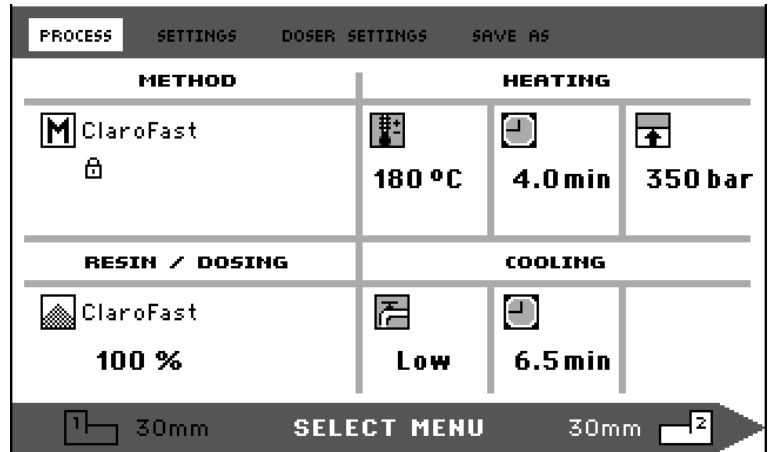 PROCESS SETTINGS DOSER SETTINGS SAVE AS
METHOD HEATING
M ClaroFast
180 ºC 4.0 min 350 bar
RESIN / DOSING COOLING
ClaroFast
100 % Low 6.5 min
1 30mm SELECT MENU 30mm 2